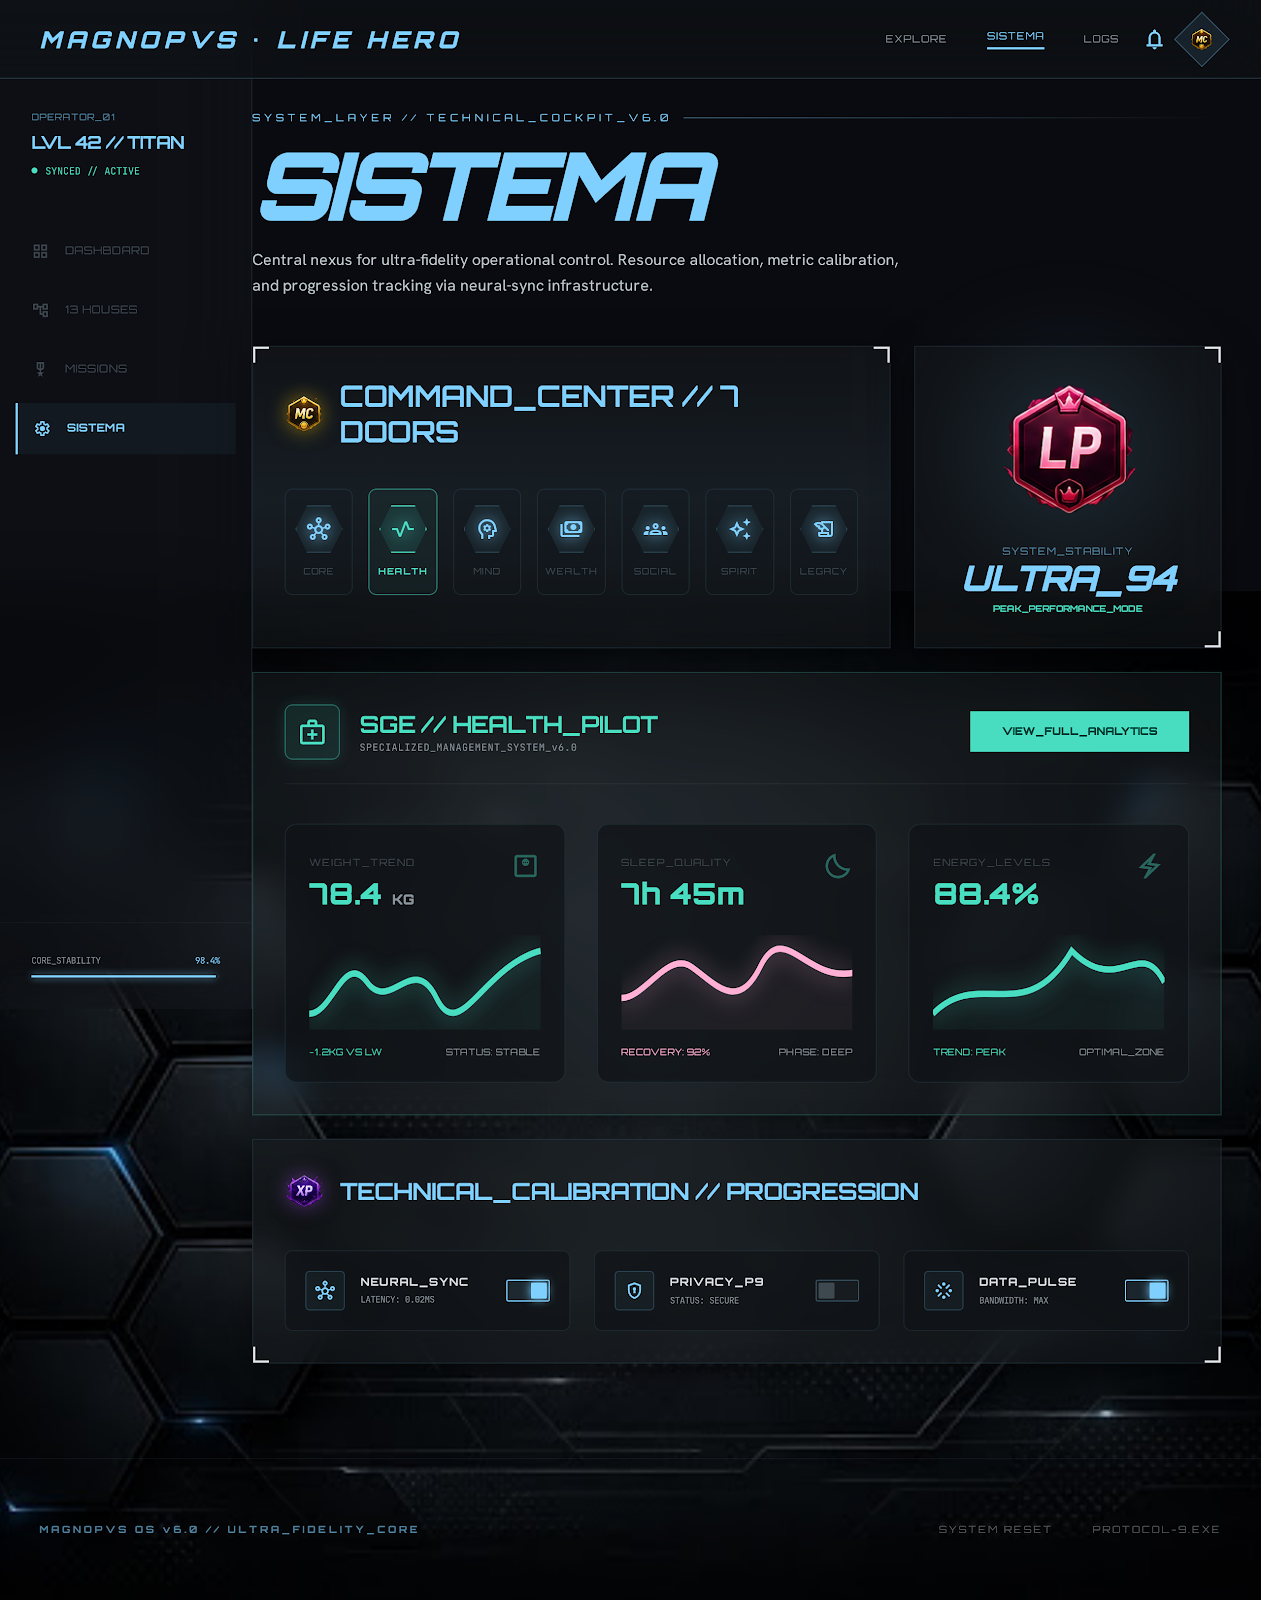 MAGNOPVS · LIFE HERO
EXPLORE
SISTEMA
LOGS
MC
OPERATOR_01
LVL 42 // TITAN
SYNCED // ACTIVE
DASHBOARD
13 HOUSES
MISSIONS
SISTEMA
CORE_STABILITY
98.4%
SYSTEM_LAYER // TECHNICAL_COCKPIT_V6.0
SISTEMA
Central nexus for ultra-fidelity operational control. Resource allocation, metric calibration,
and progression tracking via neural-sync infrastructure.
MC
COMMAND_CENTER // 7
DOORS
CORE
HEALTH
MIND
WEALTH
SOCIAL
SPIRIT
LEGACY
LP
SYSTEM_STABILITY
ULTRA_94
PEAK_PERFORMANCE_MODE
SGE // HEALTH_PILOT
SPECIALIZED_MANAGEMENT_SYSTEM_v6.0
VIEW_FULL_ANALYTICS
WEIGHT_TREND
78.4 KG
-1.2KG VS LW
STATUS: STABLE
SLEEP_QUALITY
7h 45m
RECOVERY: 92%
PHASE: DEEP
ENERGY_LEVELS
88.4%
TREND: PEAK
OPTIMAL_ZONE
XP
TECHNICAL_CALIBRATION // PROGRESSION
NEURAL_SYNC
LATENCY: 0.02MS
PRIVACY_P9
STATUS: SECURE
DATA_PULSE
BANDWIDTH: MAX
MAGNOPVS OS v6.0 // ULTRA_FIDELITY_CORE
SYSTEM RESET
PROTOCOL-9.EXE